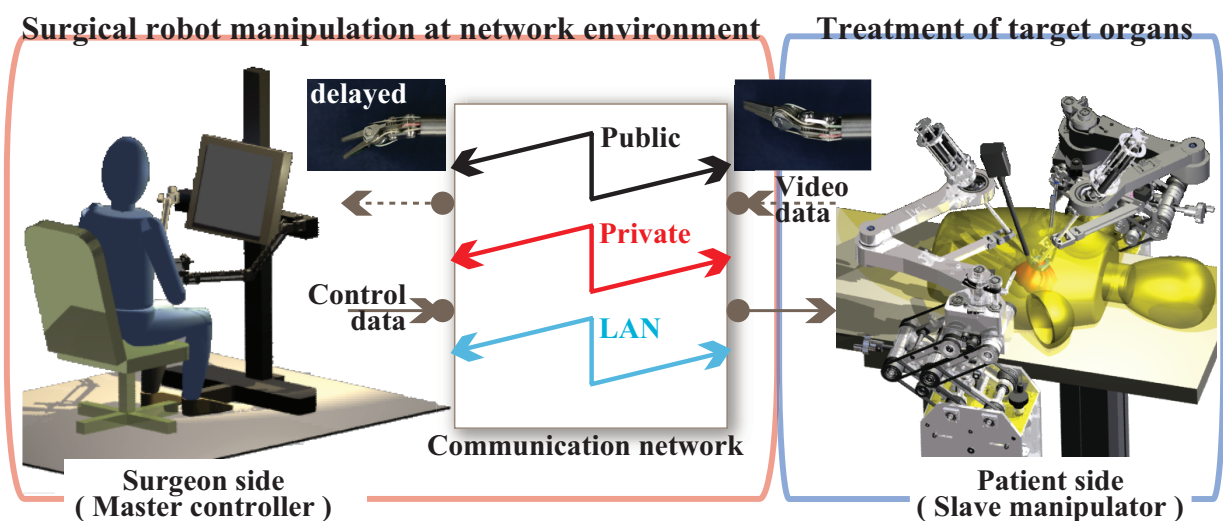 Surgical robot manipulation at network environment
Treatment of target organs
delayed
Public
Video
data
Private
Control
data
LAN
Communication network
Surgeon side
( Master controller )
Patient side
( Slave manipulator )